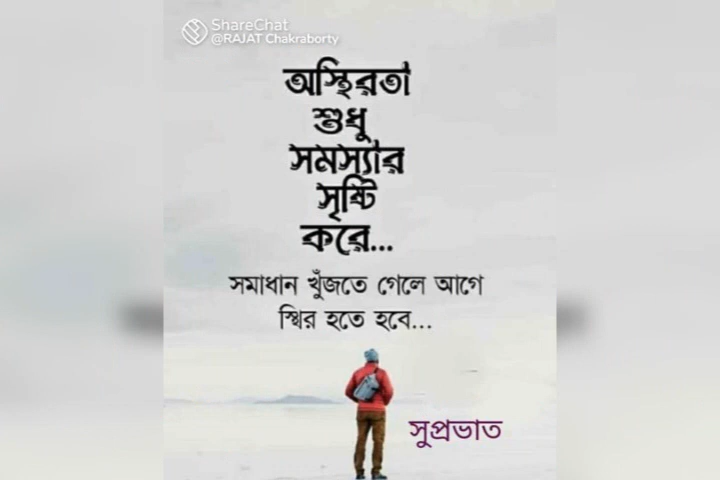 ShareChat
@RAJAT Chakraborty
অস্থিরতা
শুধু
সমস্যার
সৃষ্টি
করে...
সমাধান খুঁজতে গেলে আগে
স্থির হতে হবে...
সুপ্রভাত